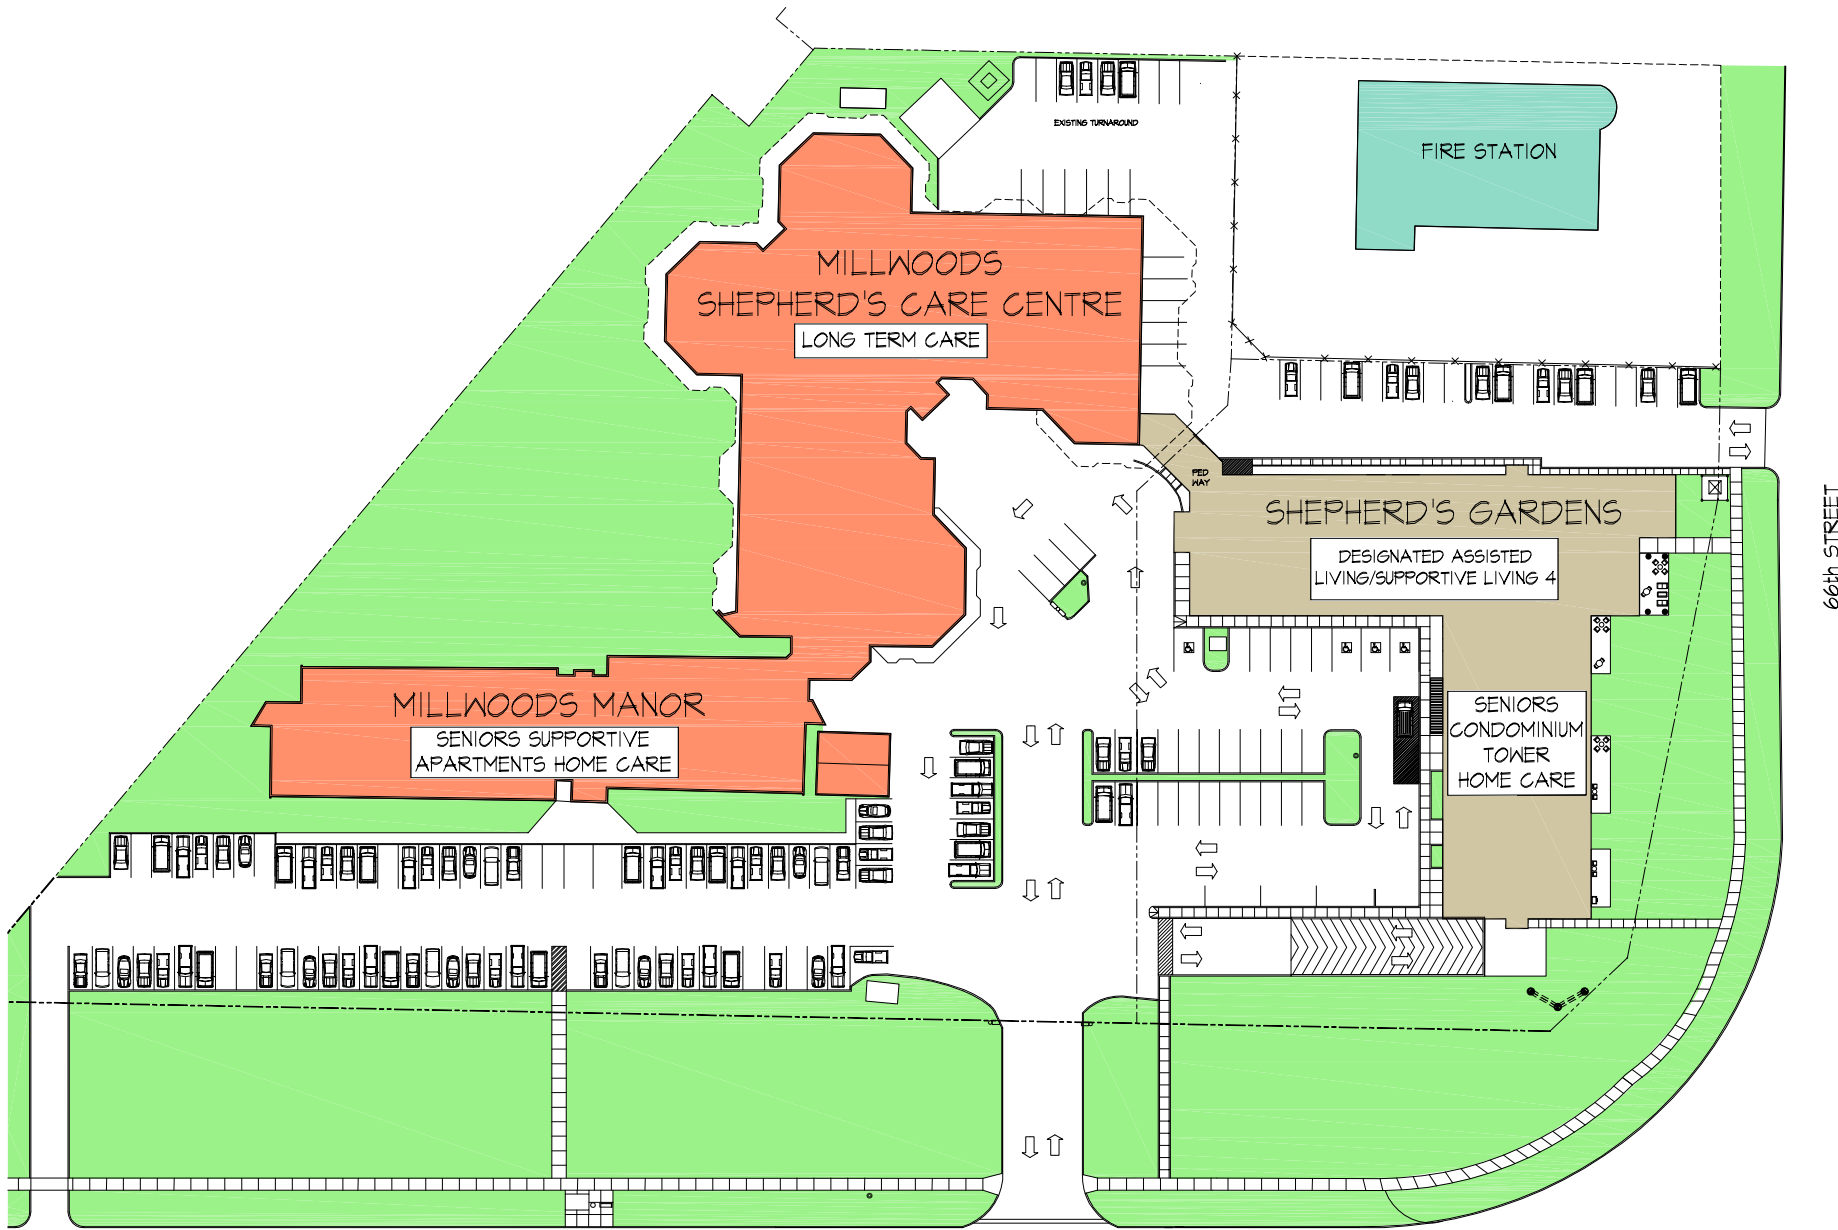 EXISTING TURNAROUND
FIRE STATION
MILLWOODS
SHEPHERD'S CARE CENTRE
LONG TERM CARE
PED
WAY
SHEPHERD'S GARDENS
DESIGNATED ASSISTED
LIVING/SUPPORTIVE LIVING 4
66th STREET
MILLWOODS MANOR
SENIORS SUPPORTIVE
APARTMENTS HOME CARE
SENIORS
CONDOMINIUM
TOWER
HOME CARE